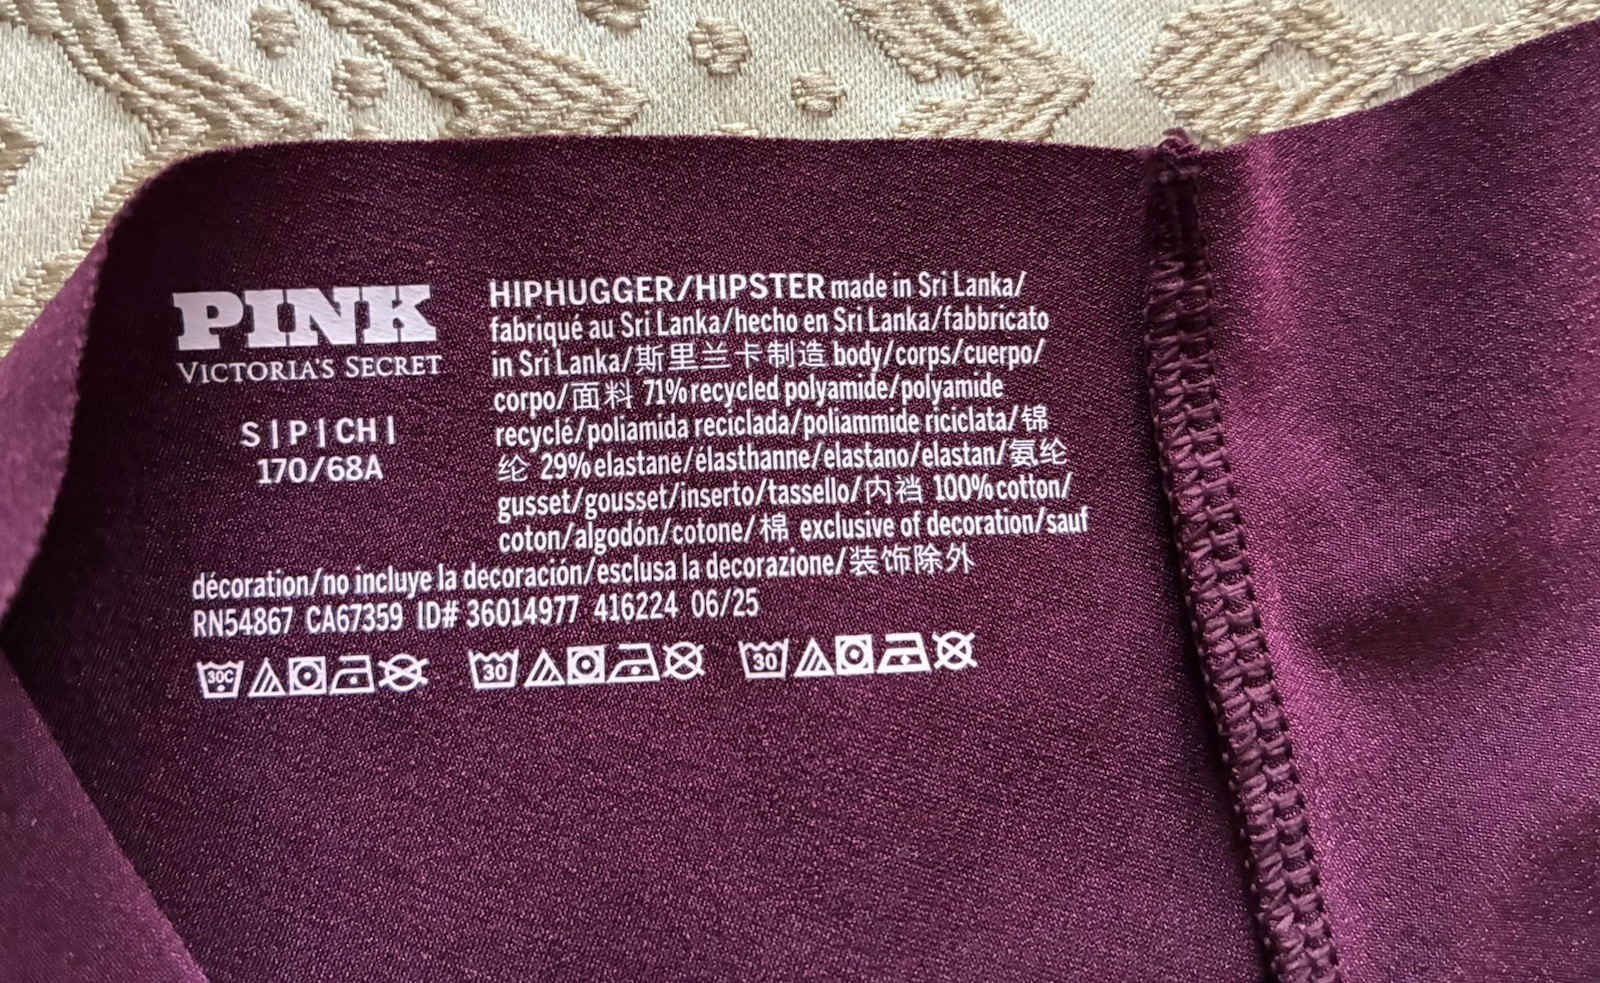 PINK
VICTORIA'S SECRET
S | P | CH |
170/68A
HIPHUGGER/HIPSTER made in Sri Lanka/
fabriqué au Sri Lanka/hecho en Sri Lanka/fabbricato
in Sri Lanka/斯里兰卡制造 body/corps/cuerpo/
corpo/面料 71% recycled polyamide/polyamide
recyclé/poliamida reciclada/poliammide riciclata/锦
纶 29% elastane/élasthanne/elastano/elastan/氨纶
gusset/gousset/inserto/tassello/内裆 100% cotton/
coton/algodón/cotone/棉 exclusive of decoration/sauf
décoration/no incluye la decoración/esclusa la decorazione/装饰除外
RN54867 CA67359 ID# 36014977 416224 06/25
30C 30 30